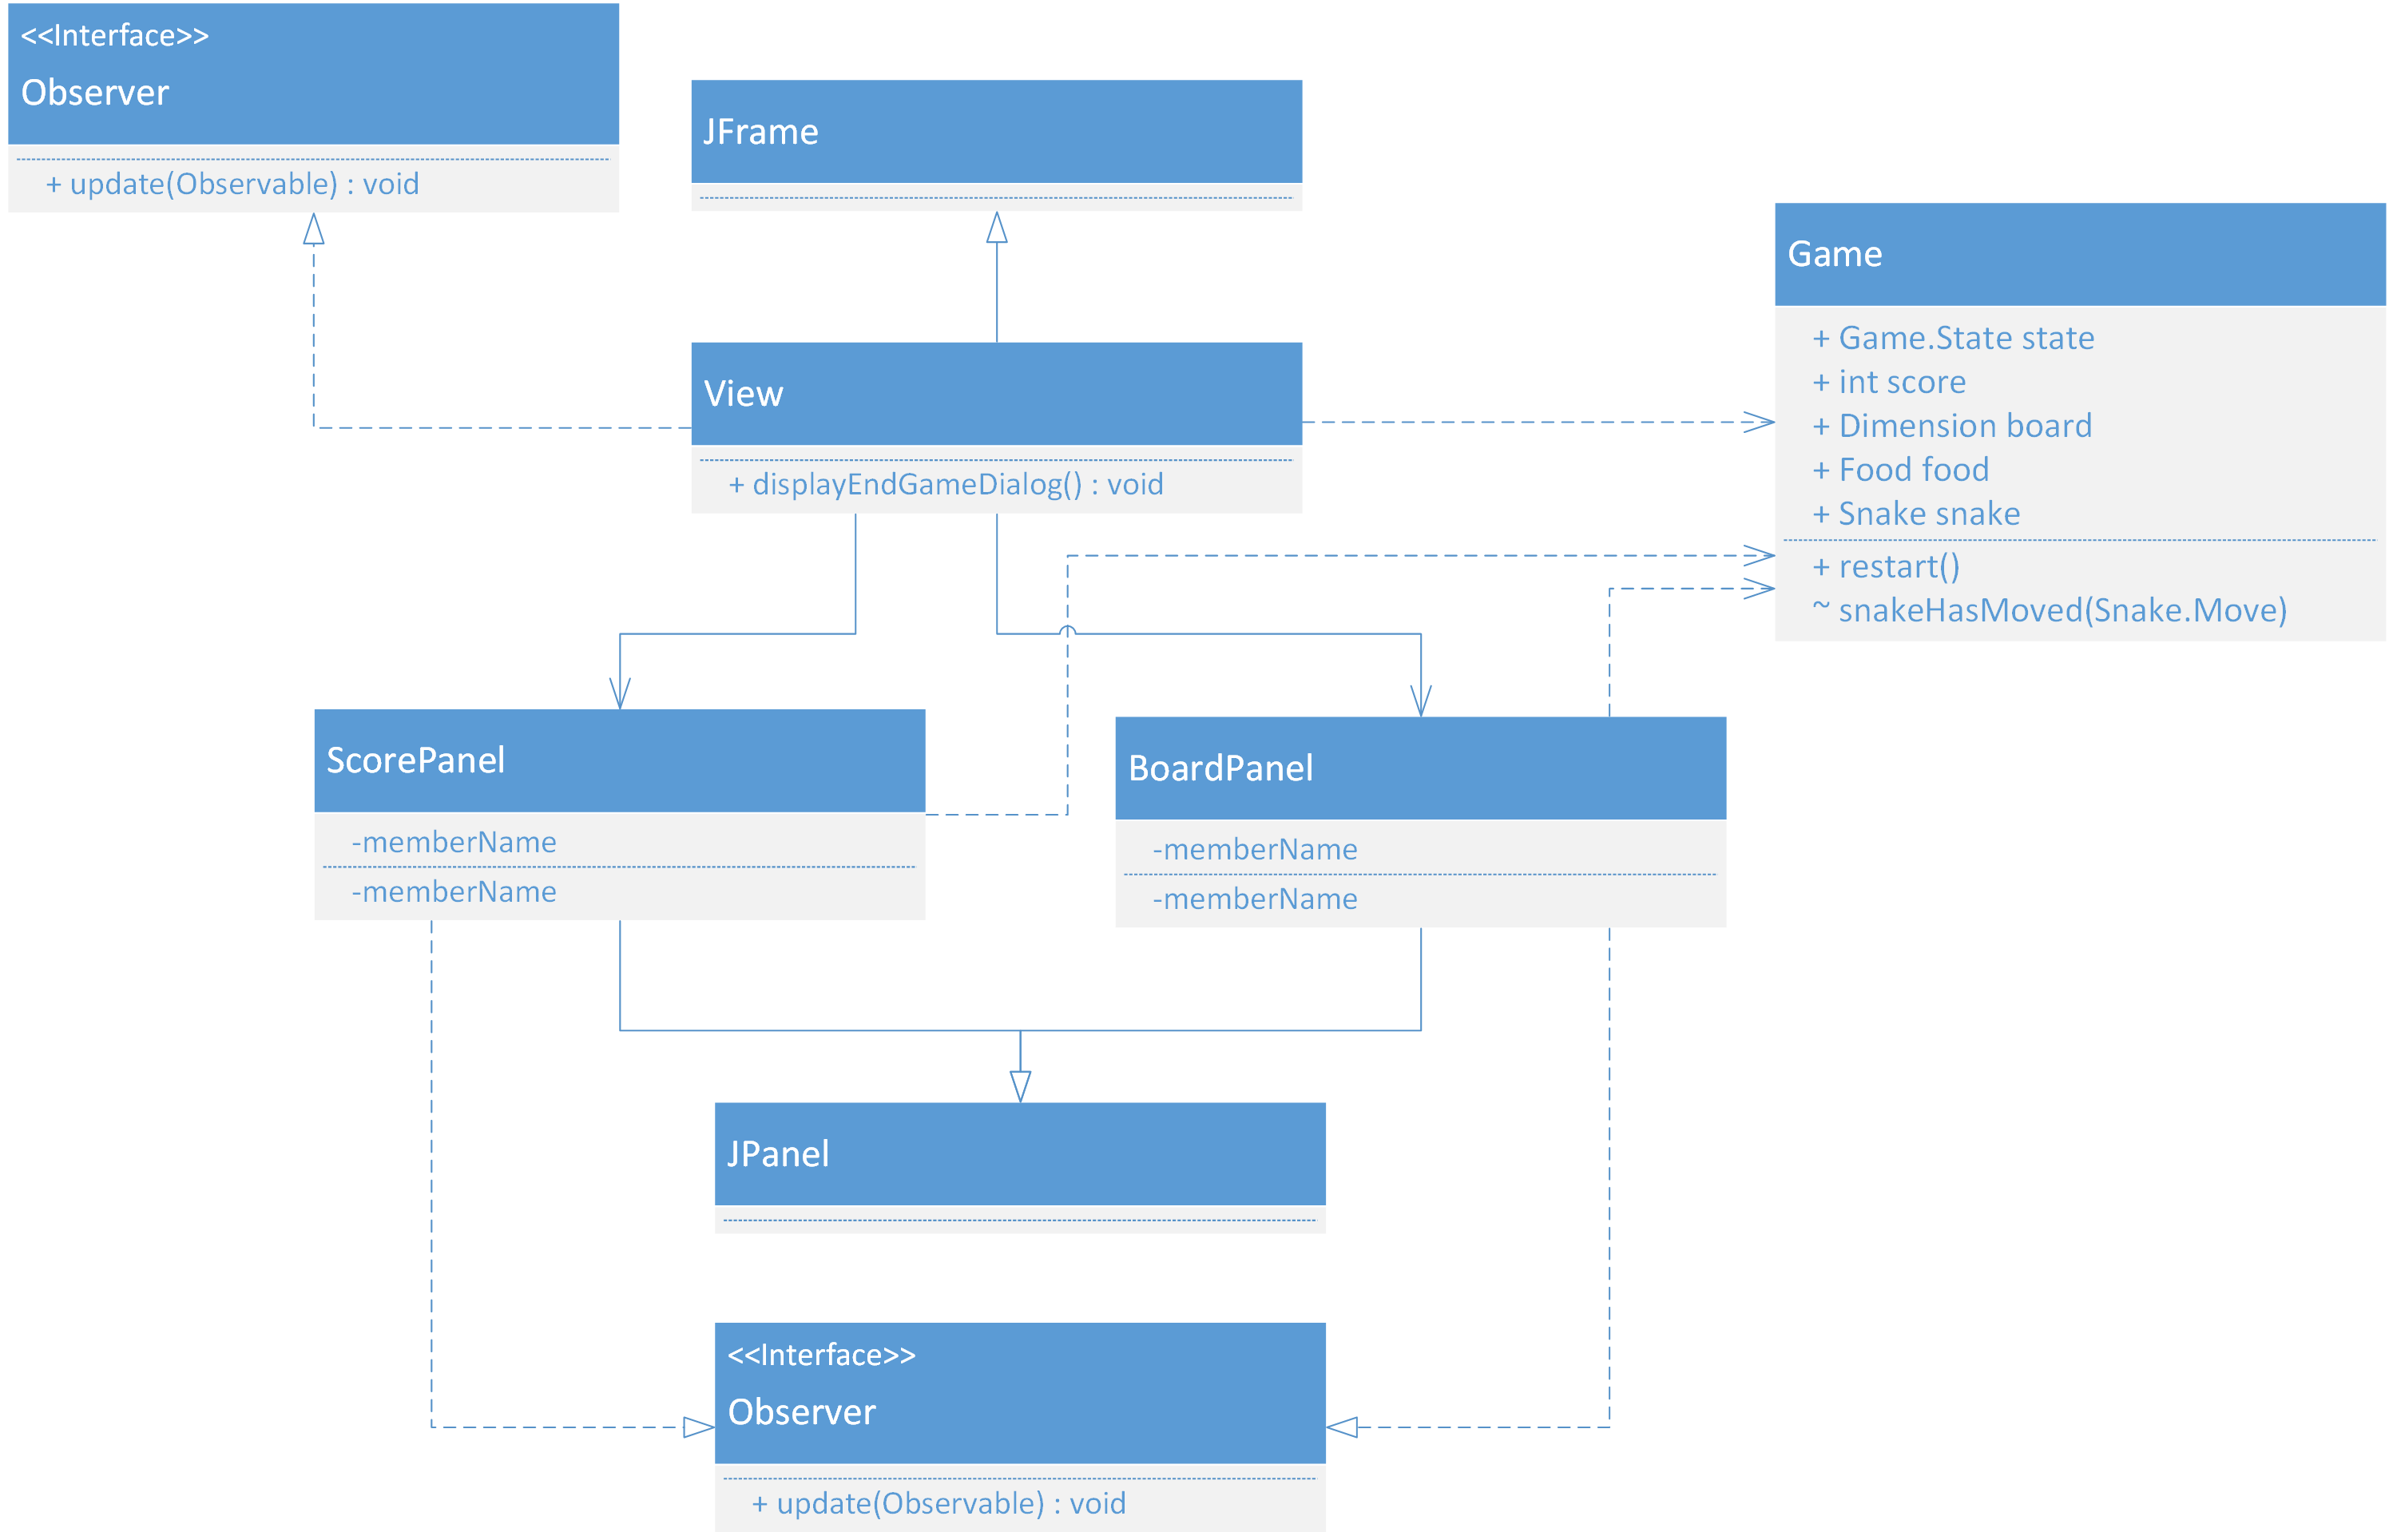 <<Interface>>
Observer
+ update(Observable) : void
JFrame
Game
+ Game.State state
+ int score
+ Dimension board
+ Food food
+ Snake snake
+ restart()
~ snakeHasMoved(Snake.Move)
View
+ displayEndGameDialog() : void
ScorePanel
-memberName
-memberName
BoardPanel
-memberName
-memberName
JPanel
<<Interface>>
Observer
+ update(Observable) : void